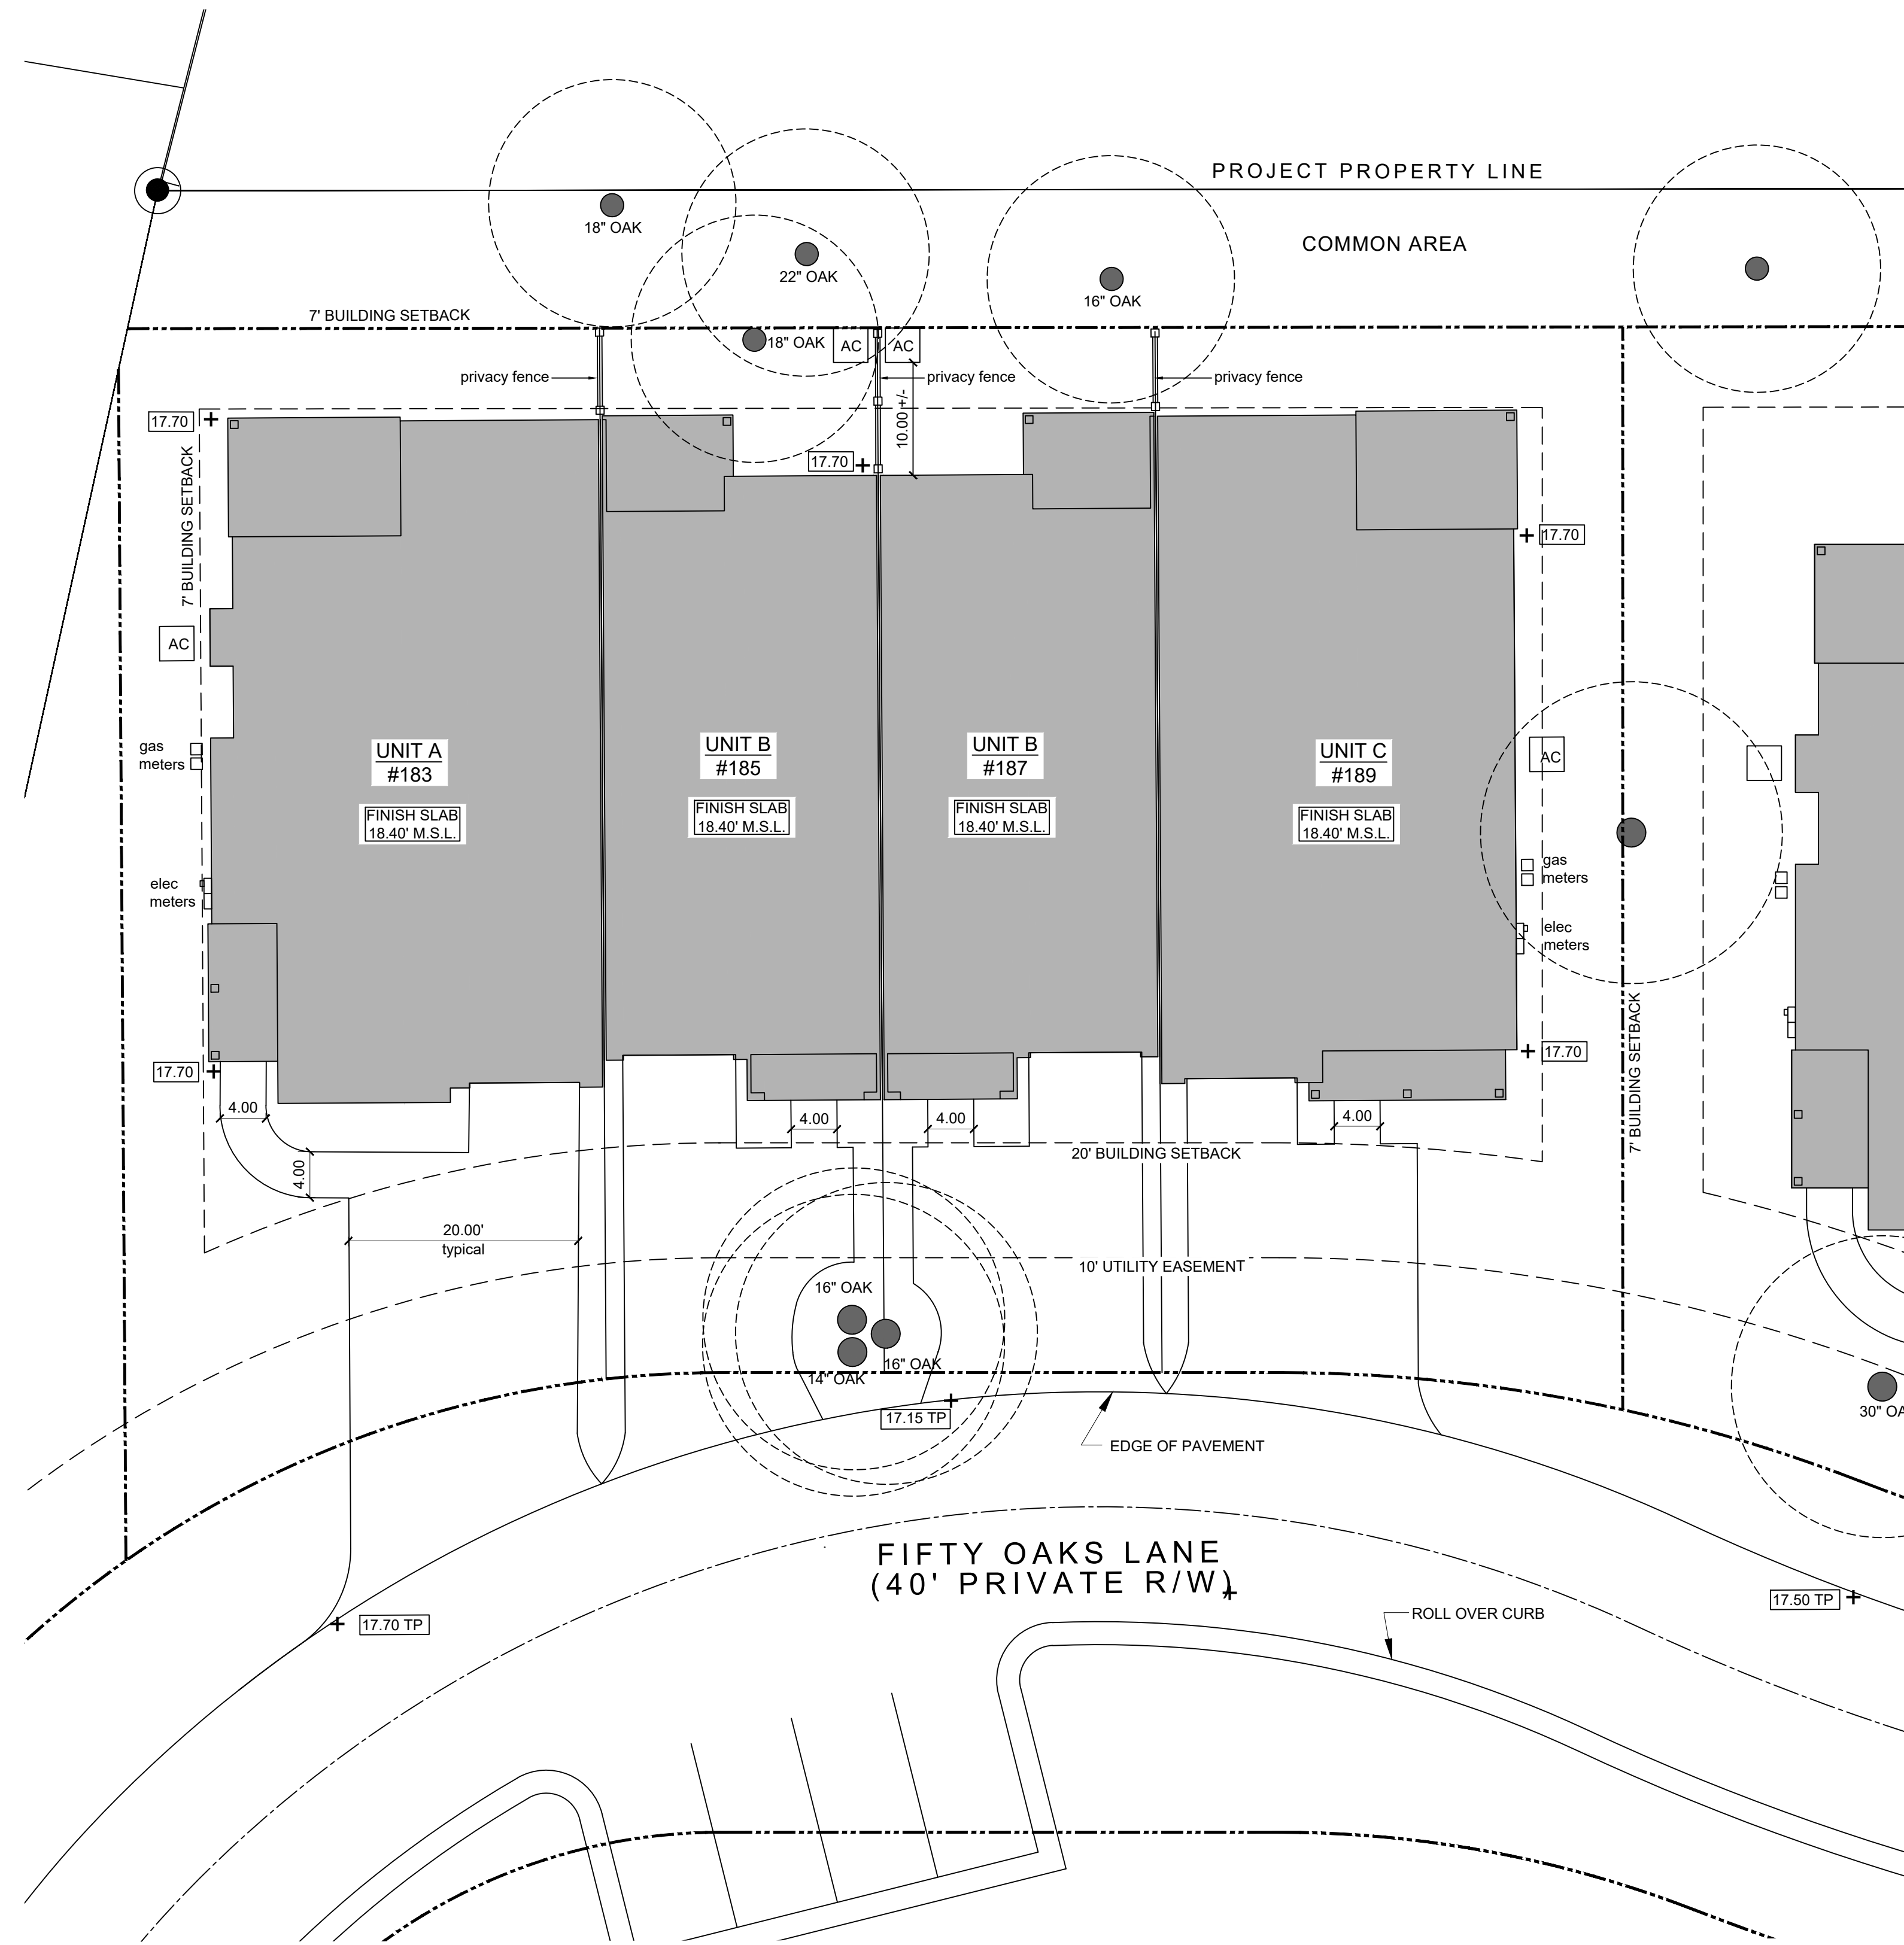 PROJECT PROPERTY LINE
18" OAK
COMMON AREA
22" OAK
16" OAK
7' BUILDING SETBACK
18" OAK
AC
AC
privacy fence
privacy fence
privacy fence
17.70
10.00 +/-
17.70
7' BUILDING SETBACK
17.70
AC
gas
meters
UNIT A
#183
UNIT B
#185
UNIT B
#187
UNIT C
#189
AC
FINISH SLAB
18.40' M.S.L.
FINISH SLAB
18.40' M.S.L.
FINISH SLAB
18.40' M.S.L.
FINISH SLAB
18.40' M.S.L.
gas
meters
elec
meters
elec
meters
7' BUILDING SETBACK
17.70
17.70
4.00
4.00
4.00
4.00
4.00
20' BUILDING SETBACK
20.00'
typical
10' UTILITY EASEMENT
16" OAK
16" OAK
14" OAK
17.15 TP
30" OA
EDGE OF PAVEMENT
FIFTY OAKS LANE
(40' PRIVATE R/W)
17.50 TP
17.70 TP
ROLL OVER CURB